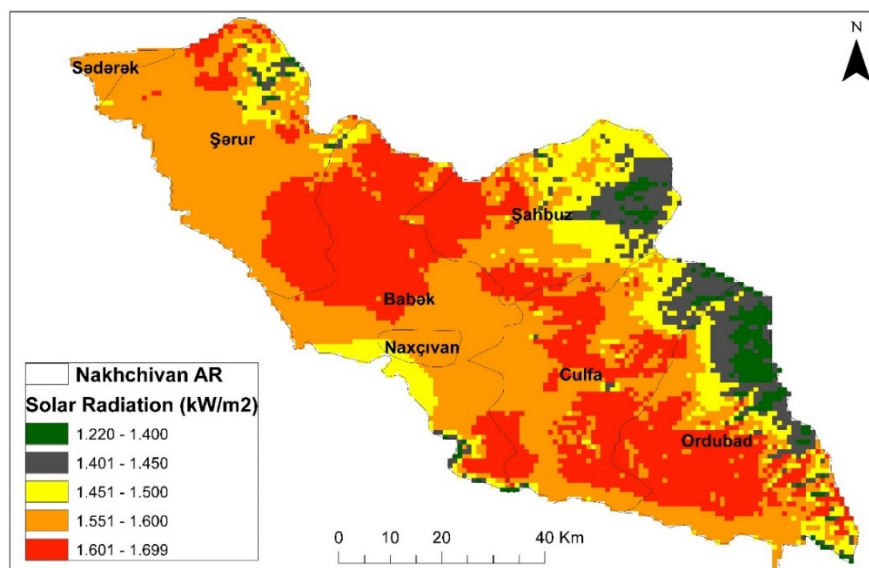 N
Sədərək
Şərur
Şahbuz
Babək
Naxçıvan
Culfa
Ordubad
Nakhchivan AR
Solar Radiation (kW/m2)
1.220 - 1.400
1.401 - 1.450
1.451 - 1.500
1.551 - 1.600
1.601 - 1.699
0 10 20 40 Km